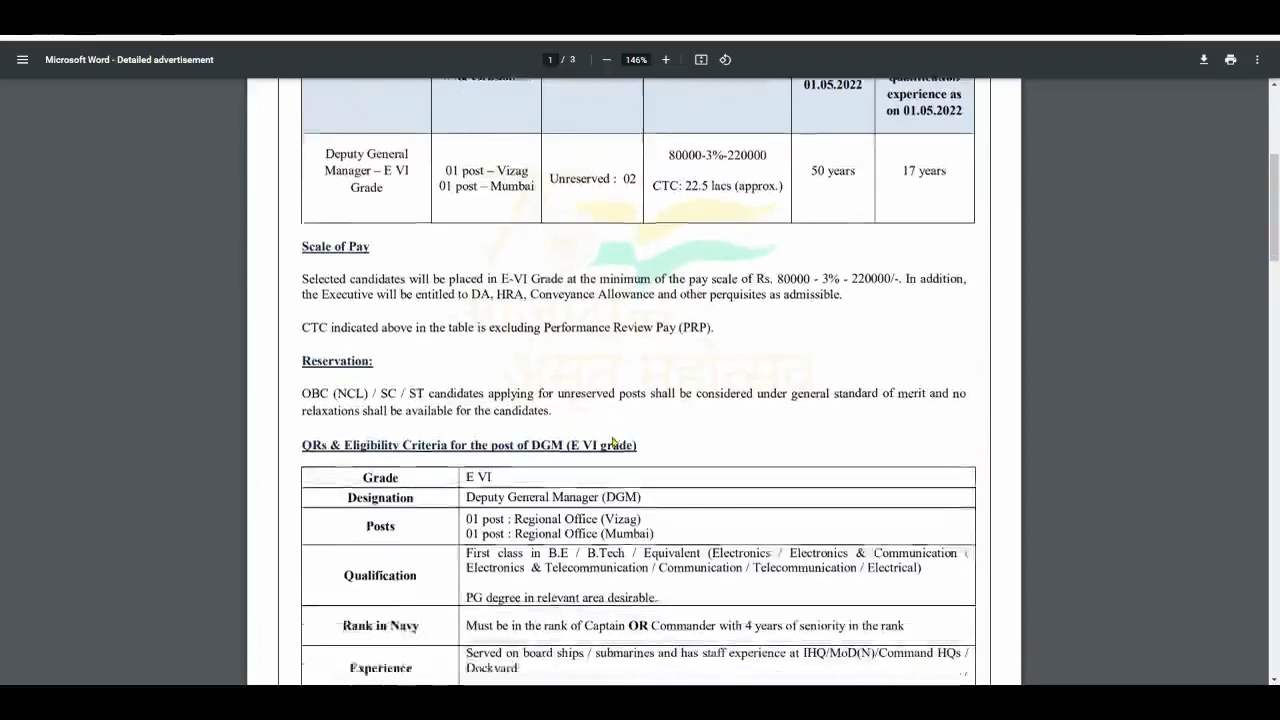 Microsoft Word - Detailed advertisement
1 / 3
146%
01.05.2022
qualification
experience as
on 01.05.2022
Deputy General
Manager – E VI
Grade
01 post – Vizag
01 post – Mumbai
Unreserved : 02
80000-3%-220000
CTC: 22.5 lacs (approx.)
50 years
17 years
Scale of Pay
Selected candidates will be placed in E-VI Grade at the minimum of the pay scale of Rs. 80000 - 3% - 220000/-. In addition,
the Executive will be entitled to DA, HRA, Conveyance Allowance and other perquisites as admissible.
CTC indicated above in the table is excluding Performance Review Pay (PRP).
Reservation:
OBC (NCL) / SC / ST candidates applying for unreserved posts shall be considered under general standard of merit and no
relaxations shall be available for the candidates.
QRs & Eligibility Criteria for the post of DGM (E VI grade)
Grade
E VI
Designation
Deputy General Manager (DGM)
Posts
01 post : Regional Office (Vizag)
01 post : Regional Office (Mumbai)
Qualification
First class in B.E / B.Tech / Equivalent (Electronics / Electronics & Communication /
Electronics & Telecommunication / Communication / Telecommunication / Electrical)
PG degree in relevant area desirable.
Rank in Navy
Must be in the rank of Captain OR Commander with 4 years of seniority in the rank
Experience
Served on board ships / submarines and has staff experience at IHQ/MoD(N)/Command HQs /
Dockyard
अमृत महोत्सव